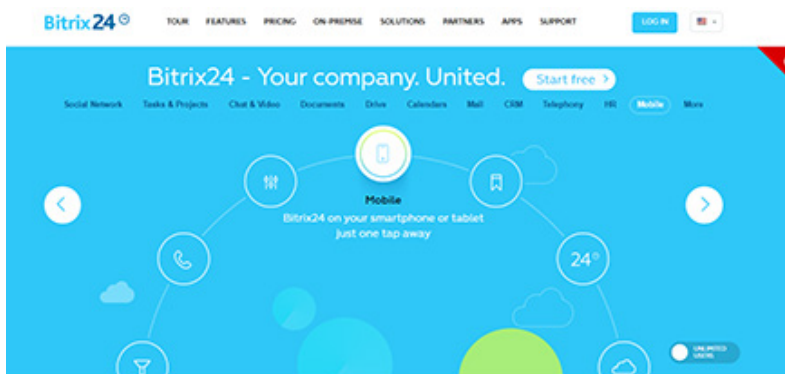 Bitrix24
TOUR FEATURES PRICING ON-PREMISE SOLUTIONS PARTNERS APPS SUPPORT LOG IN
Bitrix24 - Your company. United. Start free >
Social Network Tasks & Projects Chat & Video Documents Drive Calendars Mail CRM Telephony HR Mobile More
Mobile
Bitrix24 on your smartphone or tablet
just one tap away
24
UNLIMITED
USERS